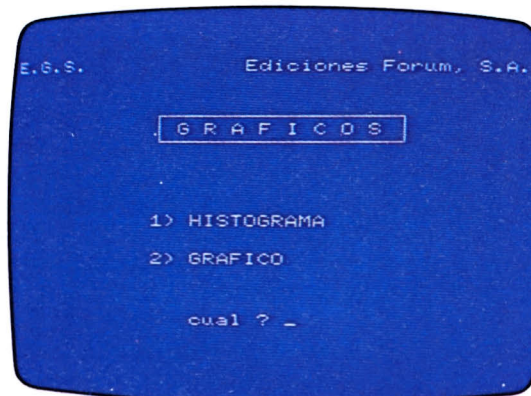 E.G.S. Ediciones Forum, S.A.
G R A F I C O S
1) HISTOGRAMA
2) GRAFICO
cual ? _